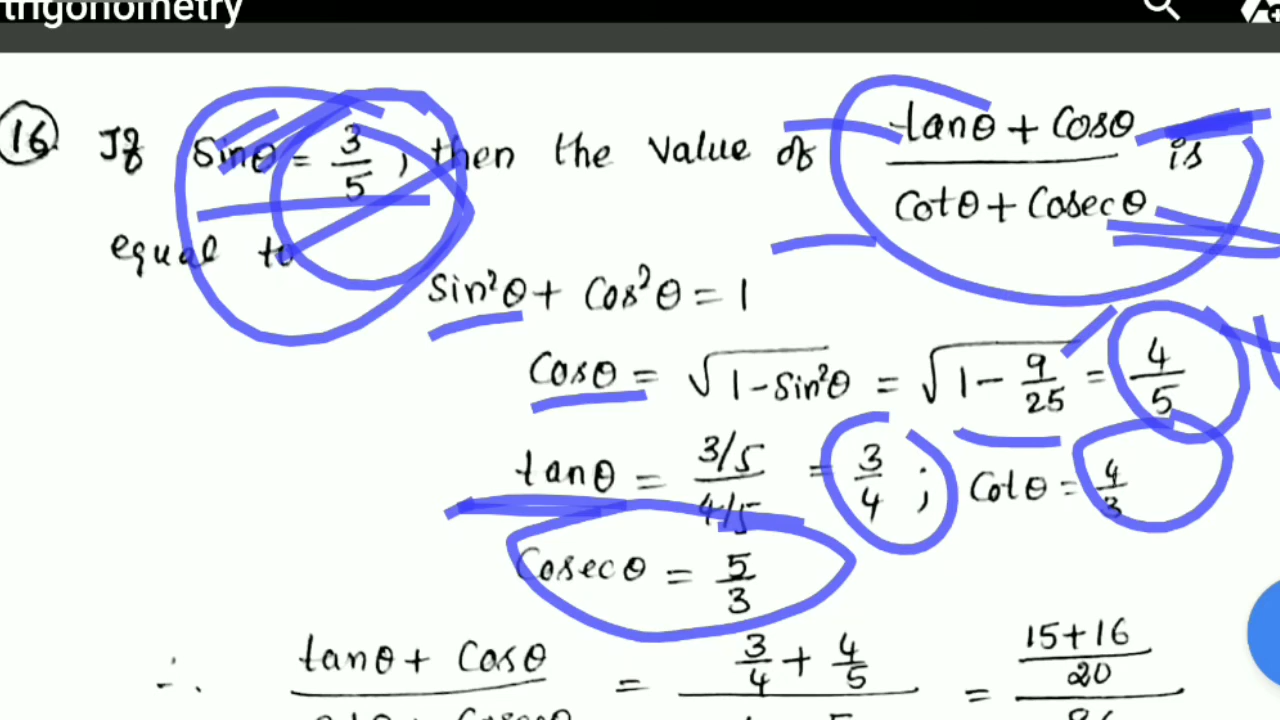 trigonometry
16 If Sinθ = 3/5 , then the Value of (tanθ + Cosθ)/(Cotθ + Cosecθ) is
equal to
Sin²θ + Cos²θ = 1
Cosθ = √(1-Sin²θ) = √(1 - 9/25) = 4/5
tanθ = (3/5)/(4/5) = 3/4 ; Cotθ = 4/3
Cosecθ = 5/3
∴ tanθ + Cosθ = 3/4 + 4/5 = (15+16)/20